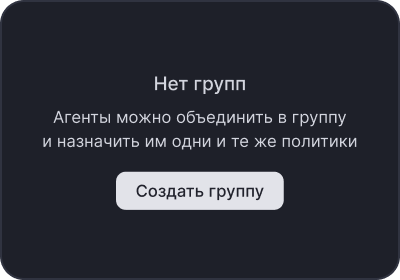 Нет групп
Агенты можно объединить в группу
и назначить им одни и те же политики
Создать группу